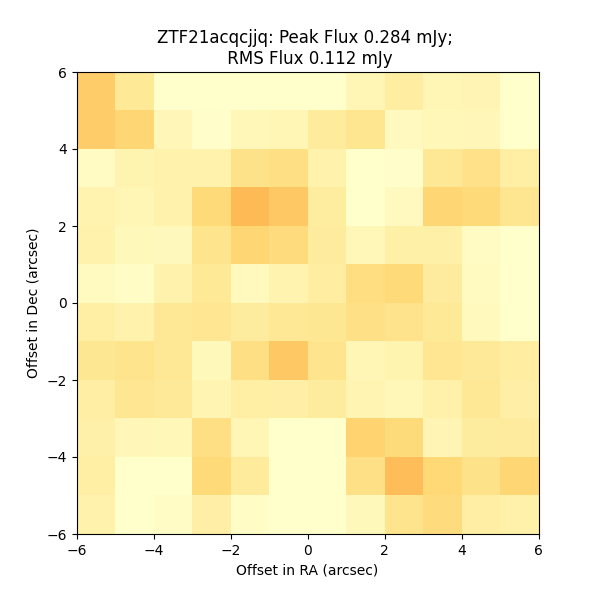 ZTF21acqcjjq: Peak Flux 0.284 mJy;
RMS Flux 0.112 mJy
6
4
2
0
−2
−4
−6
Offset in Dec (arcsec)
−6 −4 −2 0 2 4 6
Offset in RA (arcsec)